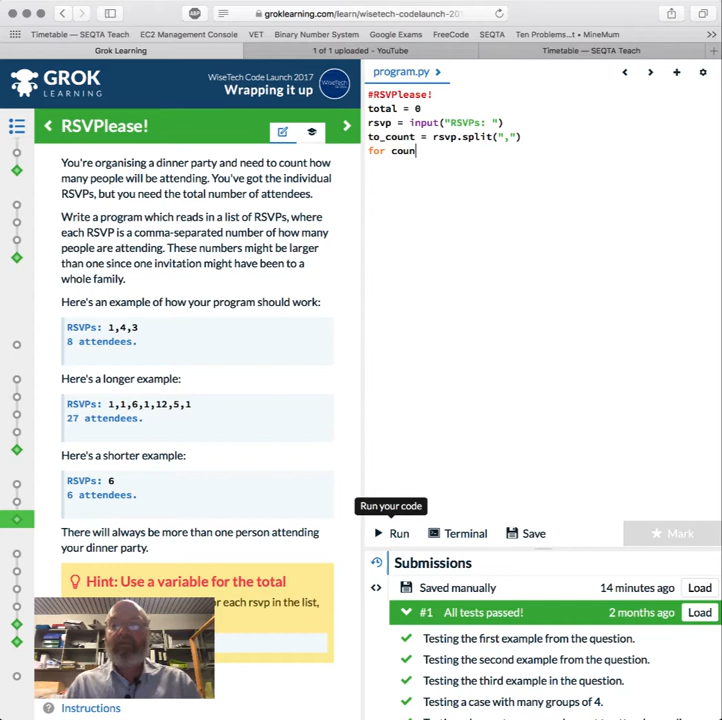 groklearning.com/learn/wisetech-codelaunch-201
Timetable — SEQTA Teach EC2 Management Console VET Binary Number System Google Exams FreeCode SEQTA Ten Problems...t • MineMum
Grok Learning 1 of 1 uploaded - YouTube Timetable — SEQTA Teach
GROK
LEARNING
WiseTech Code Launch 2017
Wrapping it up
RSVPlease!
You're organising a dinner party and need to count how
many people will be attending. You've got the individual
RSVPs, but you need the total number of attendees.
Write a program which reads in a list of RSVPs, where
each RSVP is a comma-separated number of how many
people are attending. These numbers might be larger
than one since one invitation might have been to a
whole family.
Here's an example of how your program should work:
RSVPs: 1,4,3
8 attendees.
Here's a longer example:
RSVPs: 1,1,6,1,12,5,1
27 attendees.
Here's a shorter example:
RSVPs: 6
6 attendees.
There will always be more than one person attending
your dinner party.
Hint: Use a variable for the total
or each rsvp in the list,
Instructions
program.py
#RSVPlease!
total = 0
rsvp = input("RSVPs: ")
to_count = rsvp.split(",")
for coun
Run your code
Run Terminal Save Mark
Submissions
Saved manually 14 minutes ago Load
#1 All tests passed! 2 months ago Load
Testing the first example from the question.
Testing the second example from the question.
Testing the third example in the question.
Testing a case with many groups of 4.